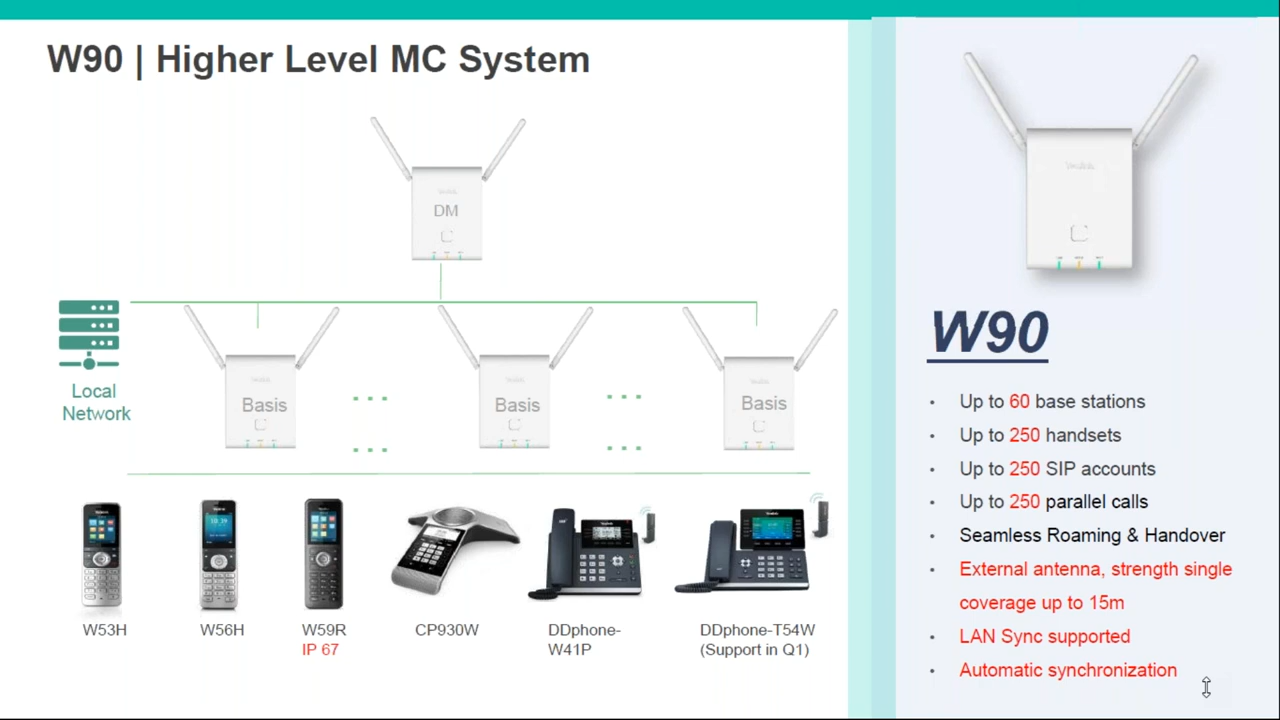 W90 | Higher Level MC System
DM
Local
Network
Basis
Basis
Basis
W53H
W56H
W59R
IP 67
CP930W
DDphone-
W41P
DDphone-T54W
(Support in Q1)
Yealink
W90
• Up to 60 base stations
• Up to 250 handsets
• Up to 250 SIP accounts
• Up to 250 parallel calls
• Seamless Roaming & Handover
• External antenna, strength single
coverage up to 15m
• LAN Sync supported
• Automatic synchronization